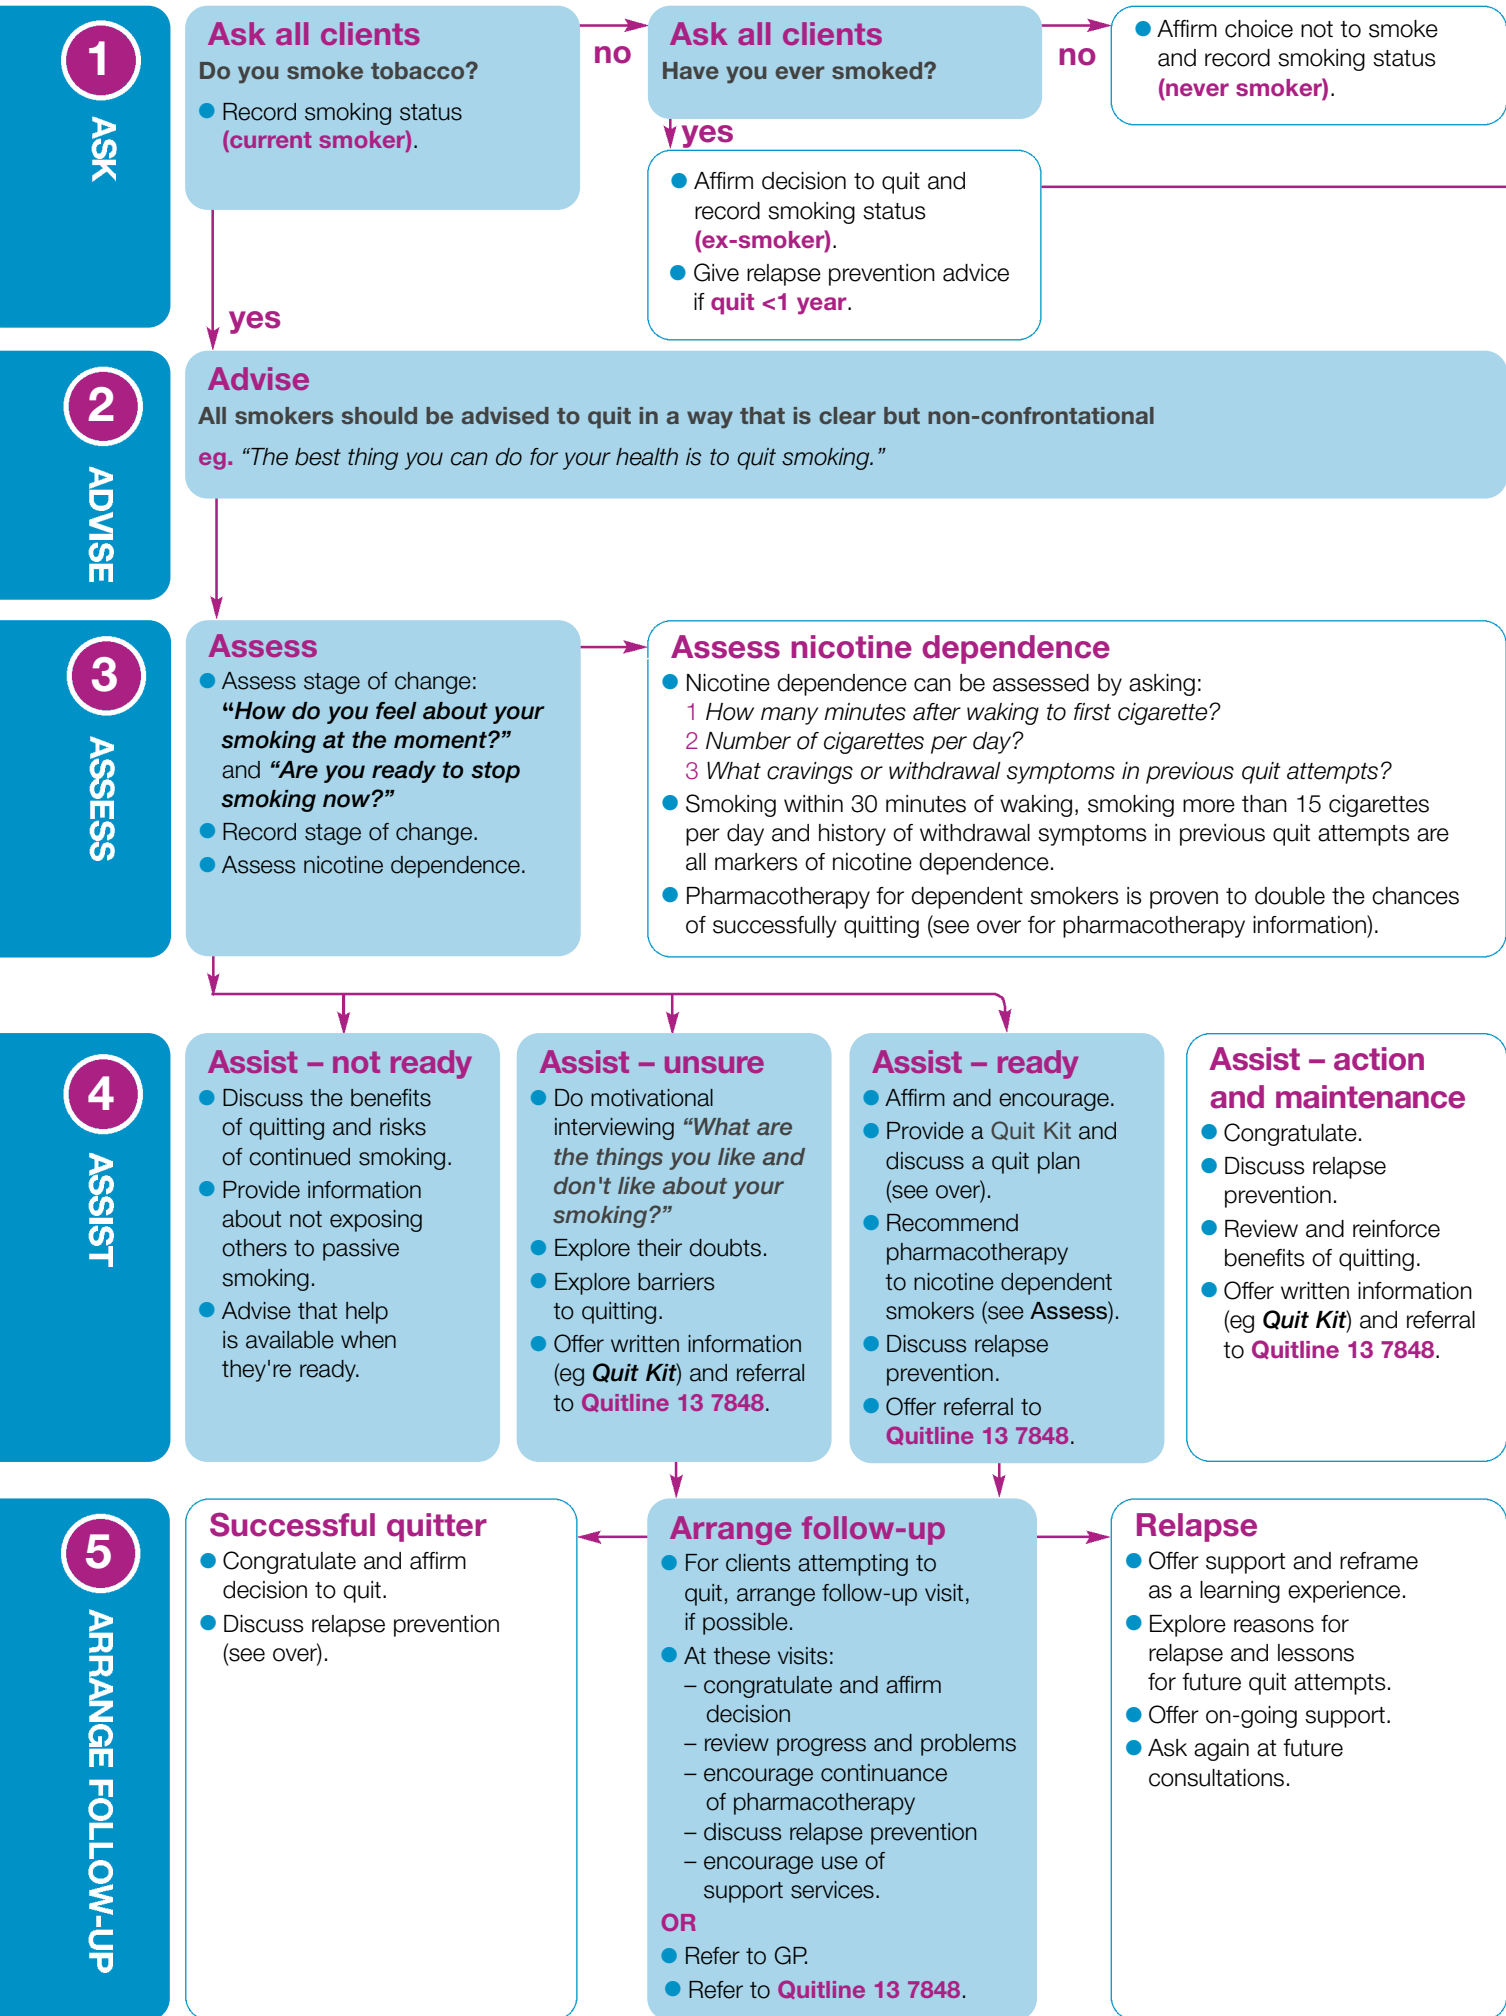 1
ASK
Ask all clients
Do you smoke tobacco?
● Record smoking status
(current smoker).
no
Ask all clients
Have you ever smoked?
no
● Affirm choice not to smoke
and record smoking status
(never smoker).
yes
● Affirm decision to quit and
record smoking status
(ex-smoker).
● Give relapse prevention advice
if quit <1 year.
yes
2
ADVISE
Advise
All smokers should be advised to quit in a way that is clear but non-confrontational
eg. “The best thing you can do for your health is to quit smoking.”
3
ASSESS
Assess
● Assess stage of change:
“How do you feel about your
smoking at the moment?”
and “Are you ready to stop
smoking now?”
● Record stage of change.
● Assess nicotine dependence.
Assess nicotine dependence
● Nicotine dependence can be assessed by asking:
1 How many minutes after waking to first cigarette?
2 Number of cigarettes per day?
3 What cravings or withdrawal symptoms in previous quit attempts?
● Smoking within 30 minutes of waking, smoking more than 15 cigarettes
per day and history of withdrawal symptoms in previous quit attempts are
all markers of nicotine dependence.
● Pharmacotherapy for dependent smokers is proven to double the chances
of successfully quitting (see over for pharmacotherapy information).
4
ASSIST
Assist – not ready
● Discuss the benefits
of quitting and risks
of continued smoking.
● Provide information
about not exposing
others to passive
smoking.
● Advise that help
is available when
they're ready.
Assist – unsure
● Do motivational
interviewing “What are
the things you like and
don't like about your
smoking?”
● Explore their doubts.
● Explore barriers
to quitting.
● Offer written information
(eg Quit Kit) and referral
to Quitline 13 7848.
Assist – ready
● Affirm and encourage.
● Provide a Quit Kit and
discuss a quit plan
(see over).
● Recommend
pharmacotherapy
to nicotine dependent
smokers (see Assess).
● Discuss relapse
prevention.
● Offer referral to
Quitline 13 7848.
Assist – action
and maintenance
● Congratulate.
● Discuss relapse
prevention.
● Review and reinforce
benefits of quitting.
● Offer written information
(eg Quit Kit) and referral
to Quitline 13 7848.
5
ARRANGE FOLLOW-UP
Successful quitter
● Congratulate and affirm
decision to quit.
● Discuss relapse prevention
(see over).
Arrange follow-up
● For clients attempting to
quit, arrange follow-up visit,
if possible.
● At these visits:
– congratulate and affirm
decision
– review progress and problems
– encourage continuance
of pharmacotherapy
– discuss relapse prevention
– encourage use of
support services.
OR
● Refer to GP.
● Refer to Quitline 13 7848.
Relapse
● Offer support and reframe
as a learning experience.
● Explore reasons for
relapse and lessons
for future quit attempts.
● Offer on-going support.
● Ask again at future
consultations.